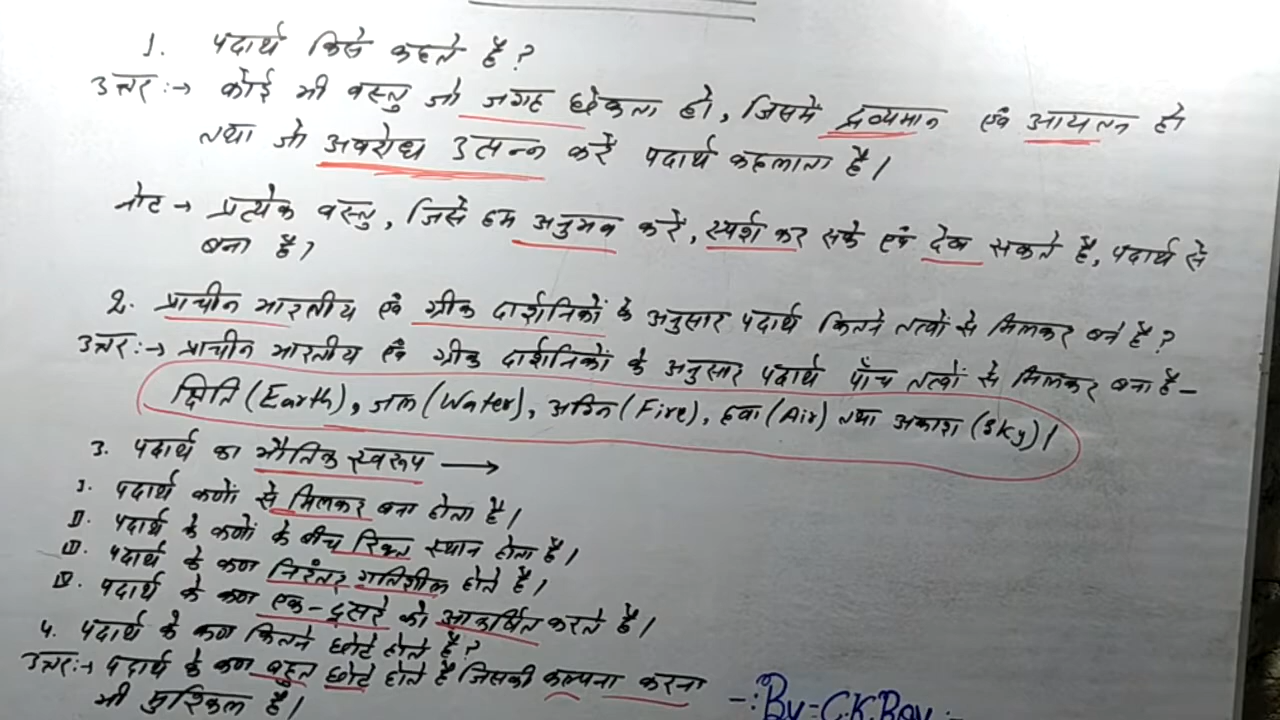 1. पदार्थ किसे कहते है?
उत्तर:→ कोई भी वस्तु जो जगह छेकता हो, जिसमें द्रव्यमान एवं आयतन हो
तथा जो अवरोध उत्पन्न करें पदार्थ कहलाता है।
नोट → प्रत्येक वस्तु, जिसे हम अनुभव करें, स्पर्श कर सके एवं देख सकते है, पदार्थ से
बना है।
2. प्राचीन भारतीय एवं ग्रीक दार्शनिकों के अनुसार पदार्थ कितने तत्वों से मिलकर बने है?
उत्तर:→ प्राचीन भारतीय एवं ग्रीक दार्शनिकों के अनुसार पदार्थ पाँच तत्वों से मिलकर बना है-
क्षिति (Earth), जल (Water), अग्नि (Fire), हवा (Air) तथा अकाश (Sky)।
3. पदार्थ का भौतिक स्वरूप →
I. पदार्थ कणों से मिलकर बना होता है।
II. पदार्थ के कणों के बीच रिक्त स्थान होता है।
III. पदार्थ के कण निरंतर गतिशील होते है।
IV. पदार्थ के कण एक-दूसरे को आकर्षित करते है।
4. पदार्थ के कण कितने छोटे होते है?
उत्तर:→ पदार्थ के कण बहुत छोटे होते है जिसकी कल्पना करना
भी मुश्किल है।
-: By = C.K Roy :-